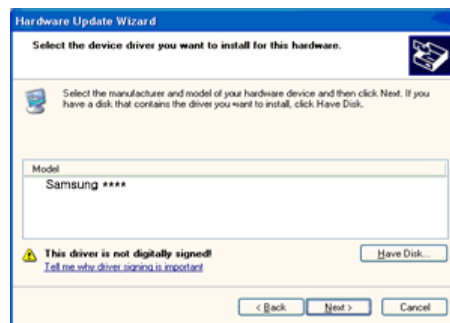 Hardware Update Wizard
Select the device driver you want to install for this hardware.
Select the manufacturer and model of your hardware device and then click Next. If you
have a disk that contains the driver you want to install, click Have Disk.
Model
Samsung ****
This driver is not digitally signed!
Tell me why driver signing is important
Have Disk...
< Back
Next >
Cancel